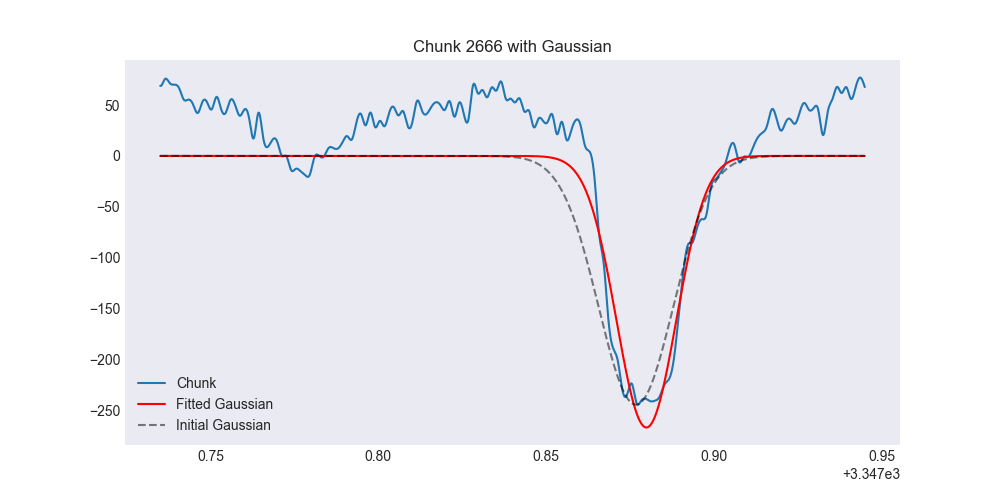 Chunk 2666 with Gaussian
50
0
−50
−100
−150
−200
−250
Chunk
Fitted Gaussian
Initial Gaussian
0.75 0.80 0.85 0.90 0.95
+3.347e3